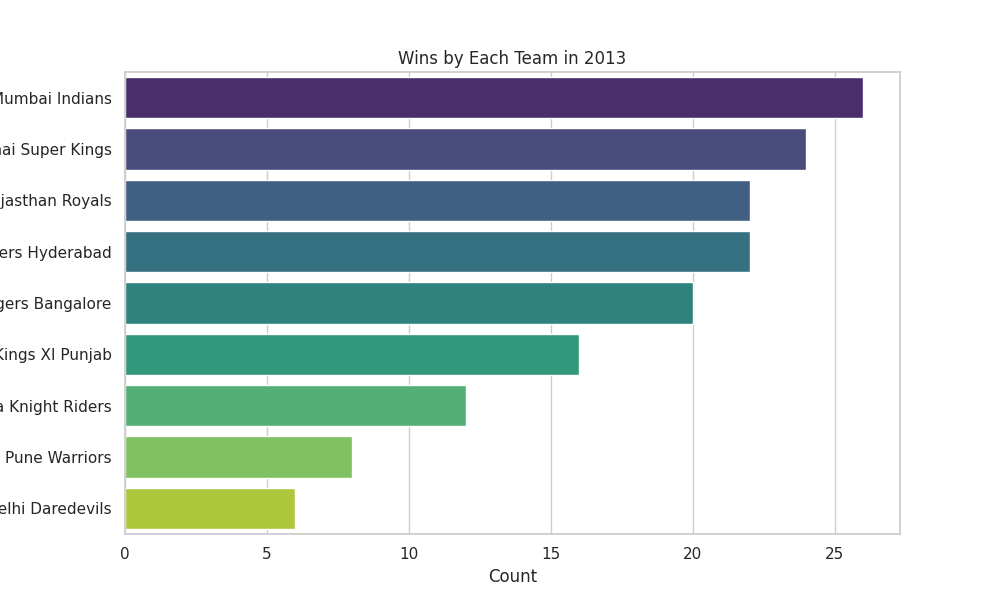 Wins by Each Team in 2013
Mumbai Indians
nai Super Kings
jasthan Royals
ers Hyderabad
gers Bangalore
Kings XI Punjab
a Knight Riders
Pune Warriors
elhi Daredevils
0 5 10 15 20 25
Count